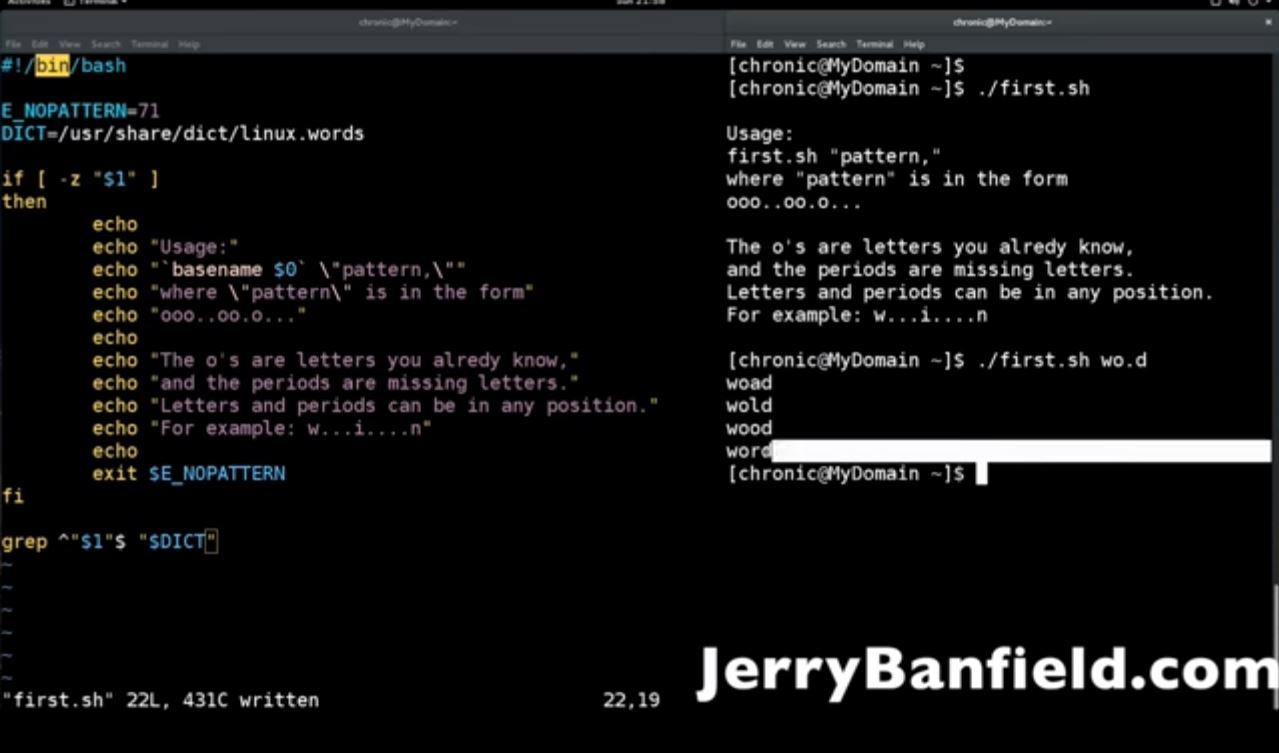 Activities Terminal
Sun 21:59
chronic@MyDomain:~
File Edit View Search Terminal Help
#!/bin/bash
E_NOPATTERN=71
DICT=/usr/share/dict/linux.words
if [ -z "$1" ]
then
echo
echo "Usage:"
echo "`basename $0` \"pattern,\""
echo "where \"pattern\" is in the form"
echo "ooo..oo.o..."
echo
echo "The o's are letters you alredy know,"
echo "and the periods are missing letters."
echo "Letters and periods can be in any position."
echo "For example: w...i....n"
echo
exit $E_NOPATTERN
fi
grep ^"$1"$ "$DICT"
~
~
~
~
~
~
"first.sh" 22L, 431C written 22,19
chronic@MyDomain:~
File Edit View Search Terminal Help
[chronic@MyDomain ~]$
[chronic@MyDomain ~]$ ./first.sh
Usage:
first.sh "pattern,"
where "pattern" is in the form
ooo..oo.o...
The o's are letters you alredy know,
and the periods are missing letters.
Letters and periods can be in any position.
For example: w...i....n
[chronic@MyDomain ~]$ ./first.sh wo.d
woad
wold
wood
word
[chronic@MyDomain ~]$
JerryBanfield.com